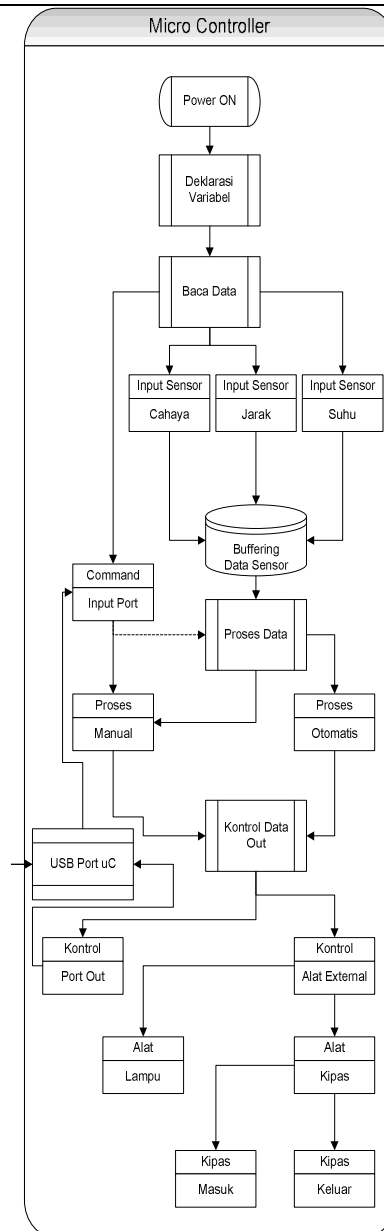 Micro Controller
Power ON
Deklarasi
Variabel
Baca Data
Input Sensor
Cahaya
Input Sensor
Jarak
Input Sensor
Suhu
Buffering
Data Sensor
Command
Input Port
Proses Data
Proses
Manual
Proses
Otomatis
Kontrol Data
Out
USB Port uC
Kontrol
Port Out
Kontrol
Alat External
Alat
Lampu
Alat
Kipas
Kipas
Masuk
Kipas
Keluar